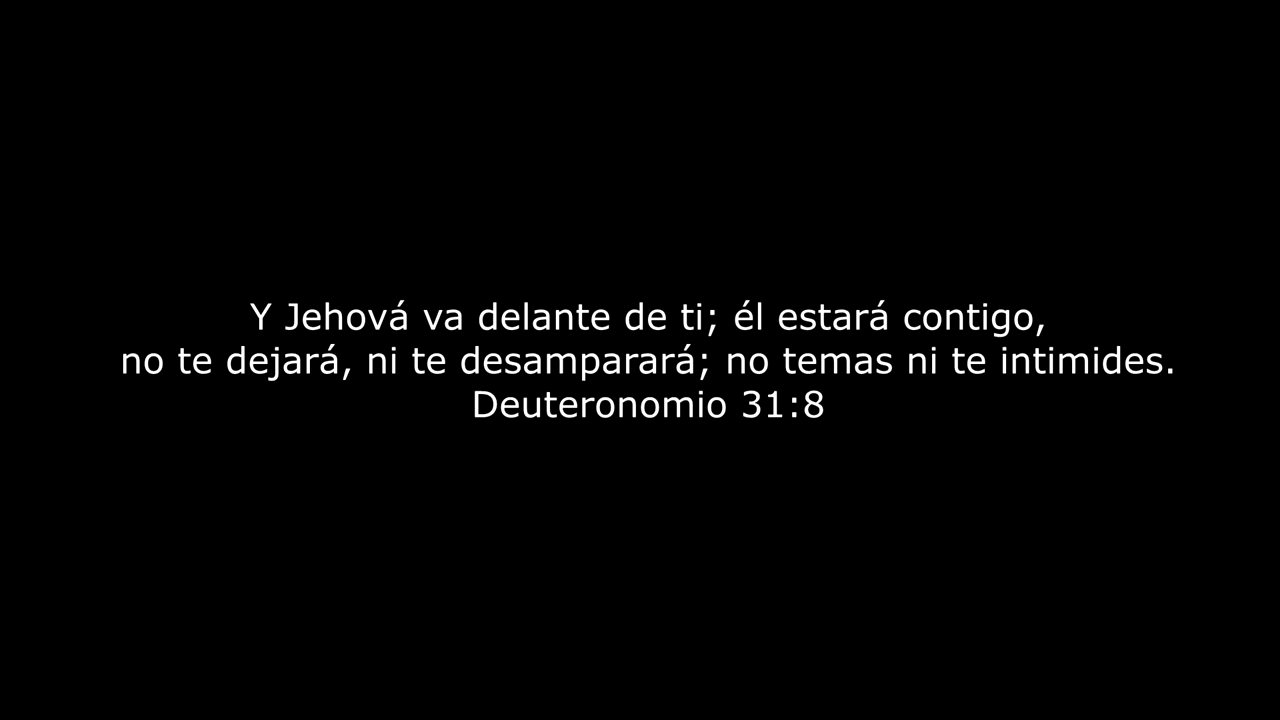 Y Jehová va delante de ti; él estará contigo,
no te dejará, ni te desamparará; no temas ni te intimides.
Deuteronomio 31:8